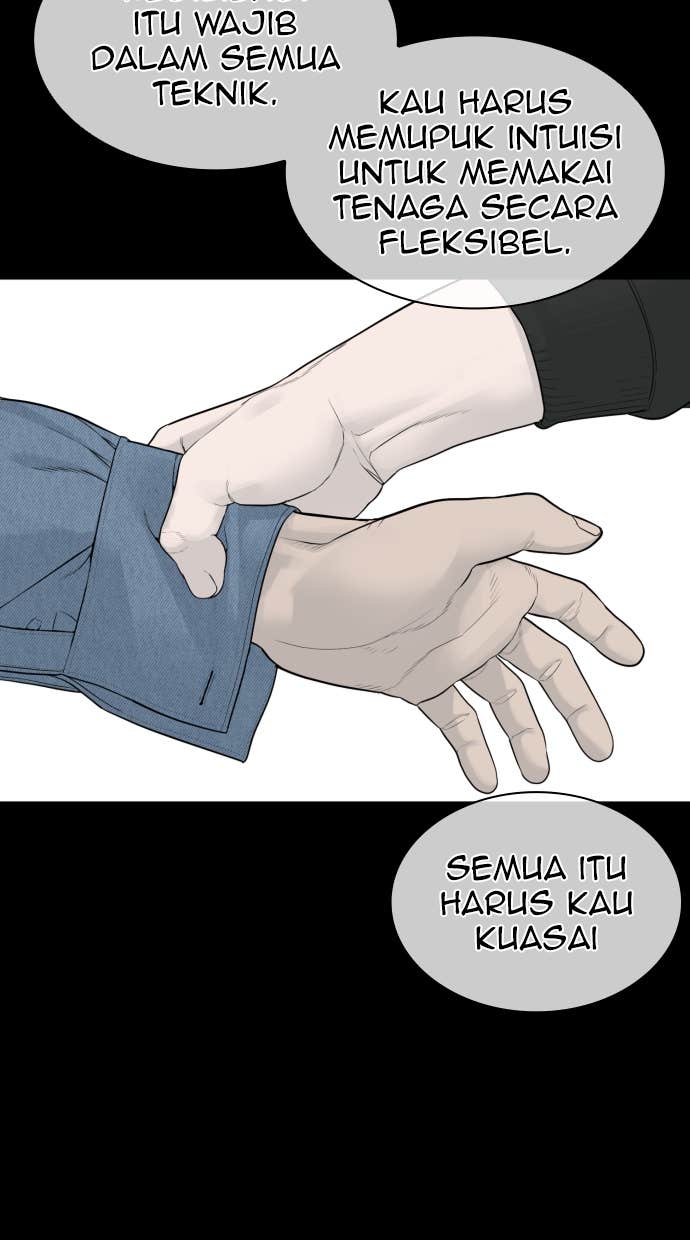 ITU WAJIB
DALAM SEMUA
TEKNIK.
KAU HARUS
MEMUPUK INTUISI
UNTUK MEMAKAI
TENAGA SECARA
FLEKSIBEL.
SEMUA ITU
HARUS KAU
KUASAI